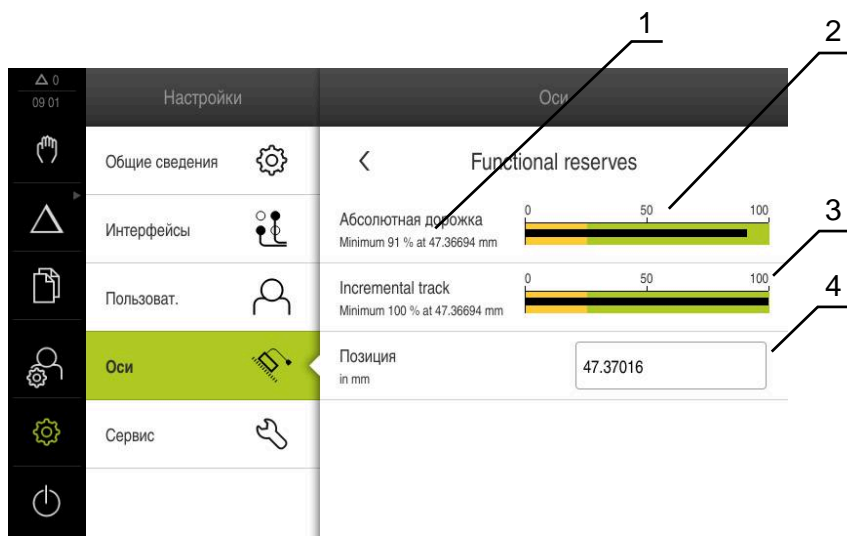 1
2
0
09 01
Настройки
Оси
Общие сведения
Functional reserves
Интерфейсы
Абсолютная дорожка
Minimum 91 % at 47.36694 mm
0 50 100
3
Пользоват.
Incremental track
Minimum 100 % at 47.36694 mm
0 50 100
4
Оси
Позиция
in mm
47.37016
Сервис